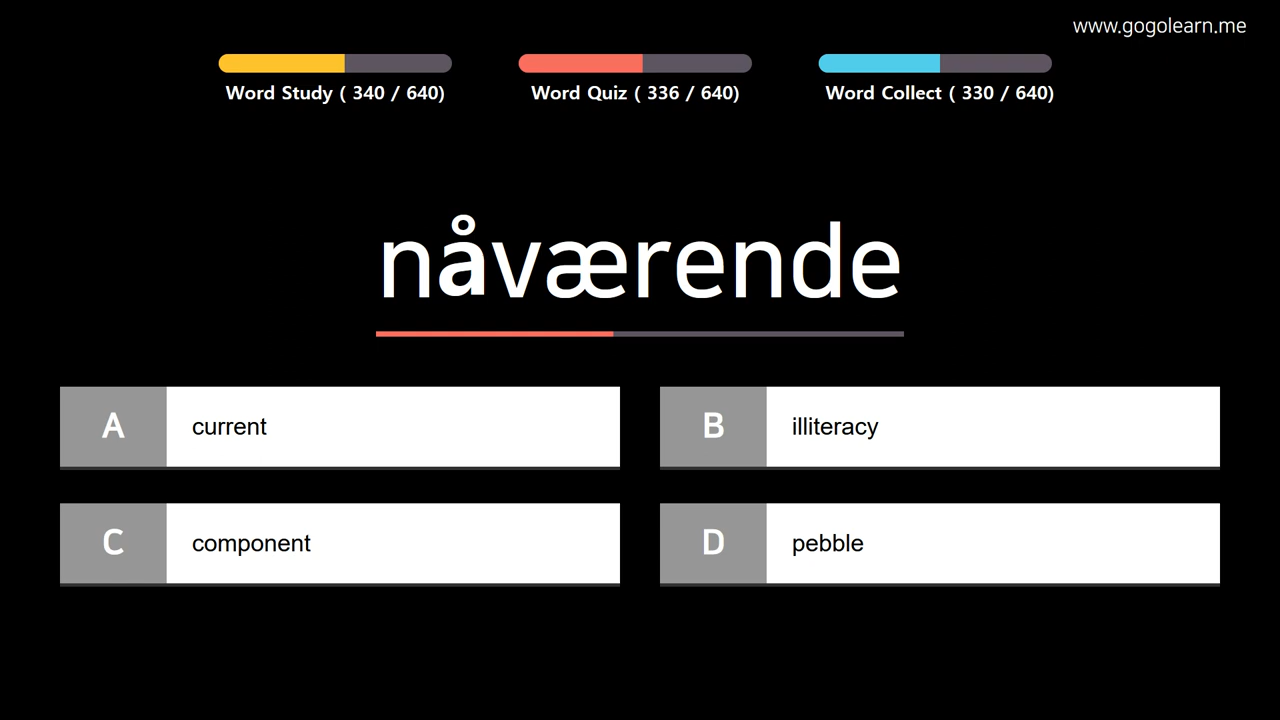 www.gogolearn.me
Word Study ( 340 / 640)
Word Quiz ( 336 / 640)
Word Collect ( 330 / 640)
nåværende
A current
B illiteracy
C component
D pebble